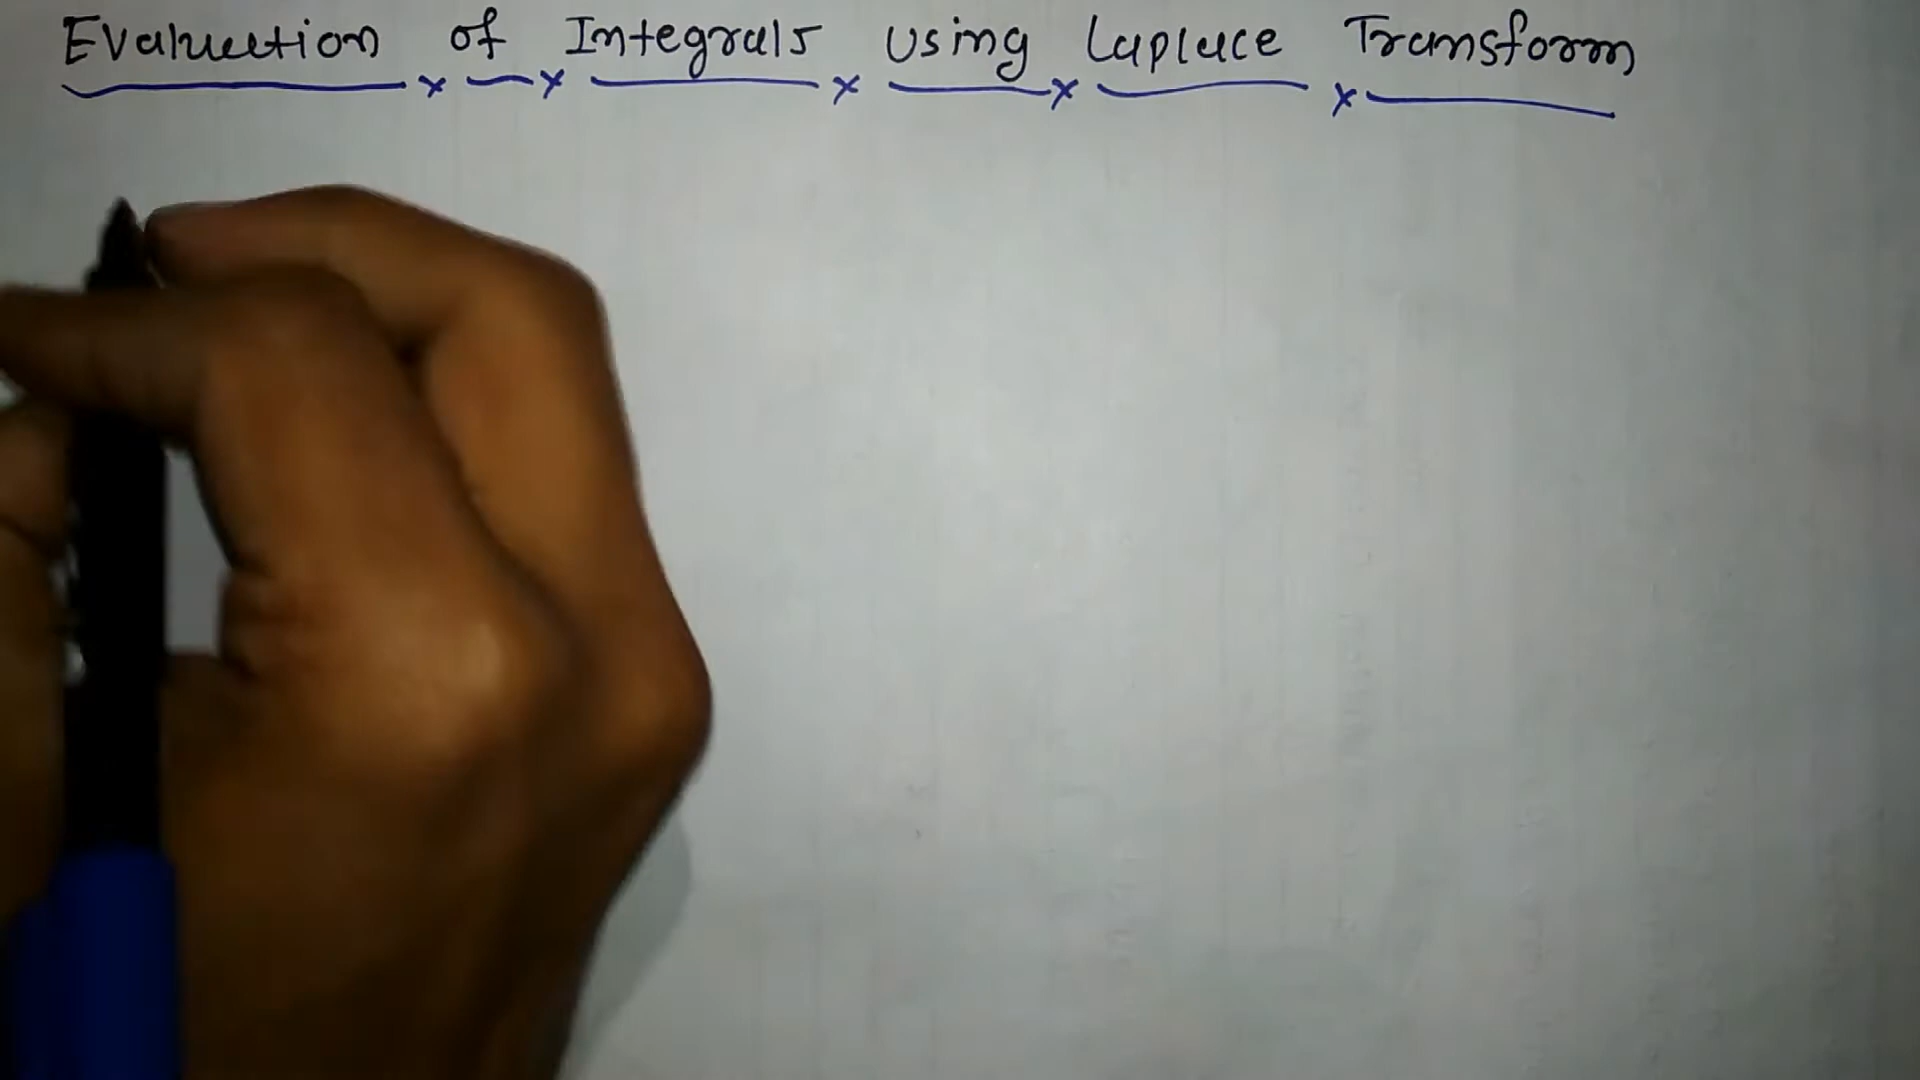 Evaluation of Integrals using Laplace Transform